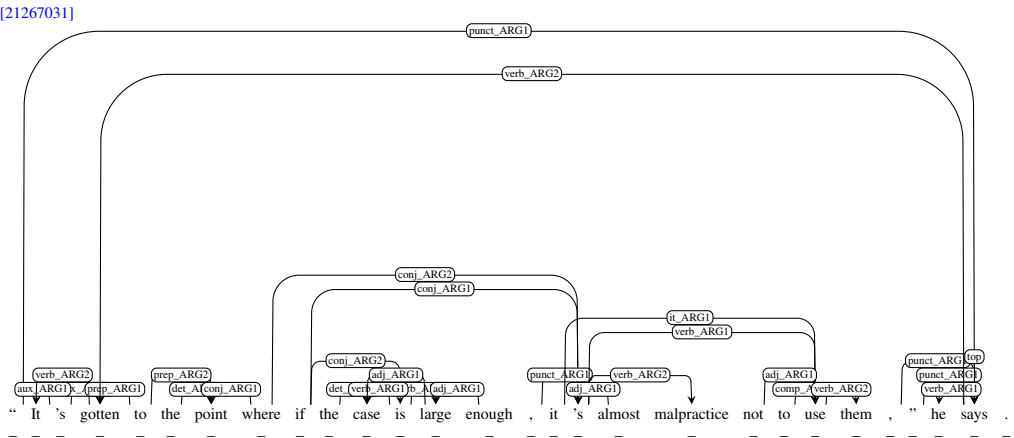 [21267031]
punct_ARG1
verb_ARG2
conj_ARG2
conj_ARG1
it_ARG1
verb_ARG1
conj_ARG2 punct_ARG1 top
verb_ARG2 prep_ARG2 adj_ARG1 punct_ARG1 verb_ARG2 adj_ARG1 punct_ARG1
aux_ARG1 prep_ARG1 conj_ARG1 verb_ARG1 adj_ARG1 adj_ARG1 verb_ARG2 verb_ARG1
“ It ’s gotten to the point where if the case is large enough , it ’s almost malpractice not to use them , ” he says .